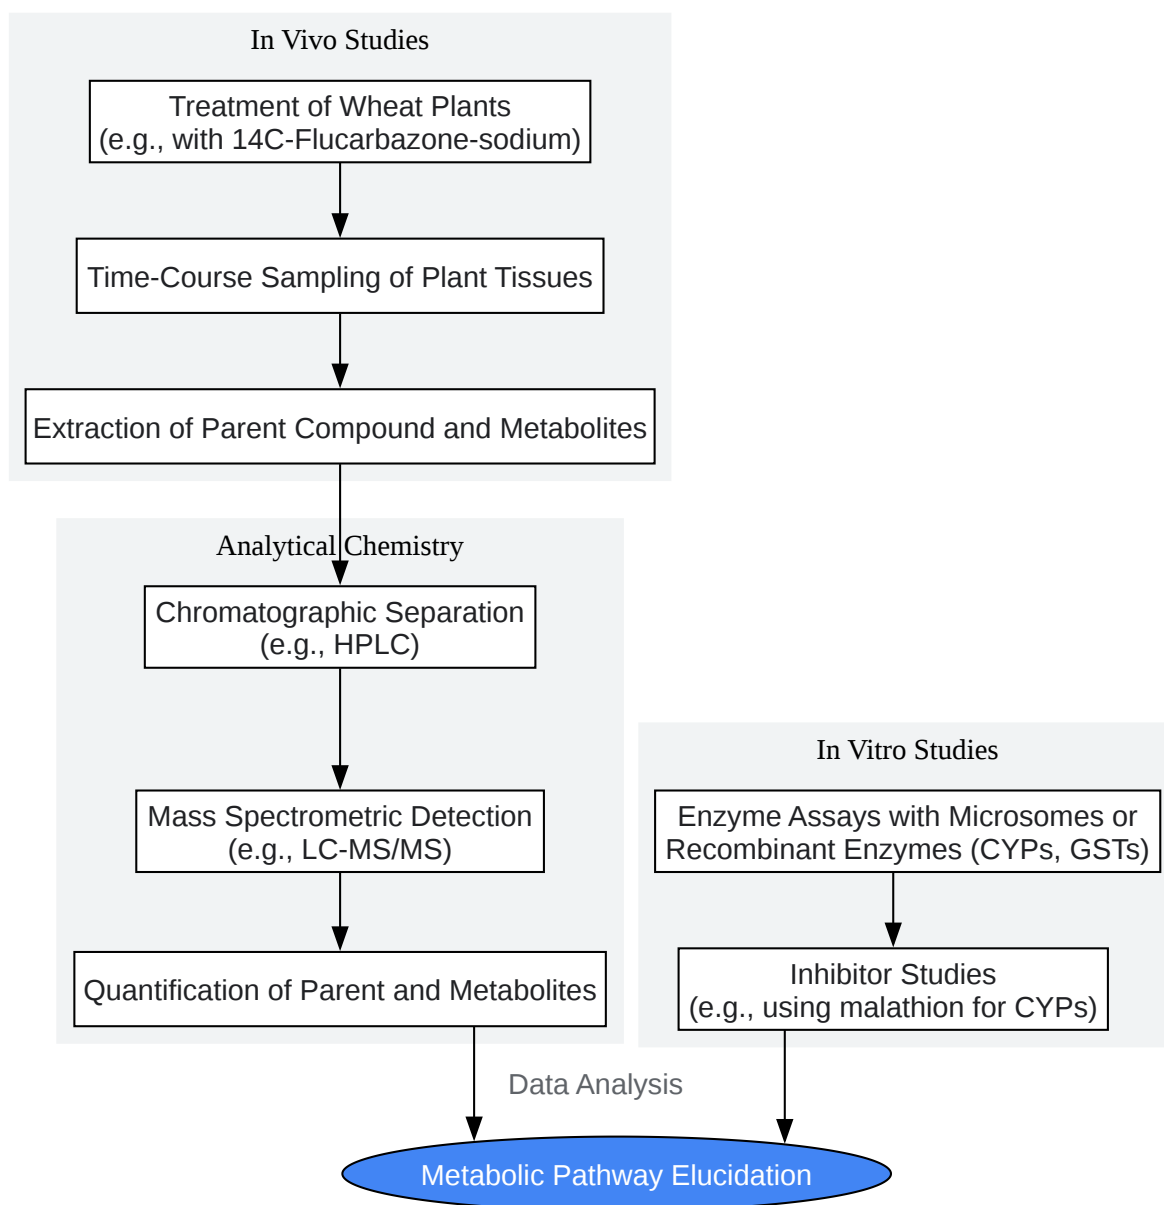 In Vivo Studies
Treatment of Wheat Plants
(e.g., with 14C-Flucarbazone-sodium)
Time-Course Sampling of Plant Tissues
Extraction of Parent Compound and Metabolites
Analytical Chemistry
Chromatographic Separation
(e.g., HPLC)
Mass Spectrometric Detection
(e.g., LC-MS/MS)
Quantification of Parent and Metabolites
In Vitro Studies
Enzyme Assays with Microsomes or
Recombinant Enzymes (CYPs, GSTs)
Inhibitor Studies
(e.g., using malathion for CYPs)
Data Analysis
Metabolic Pathway Elucidation